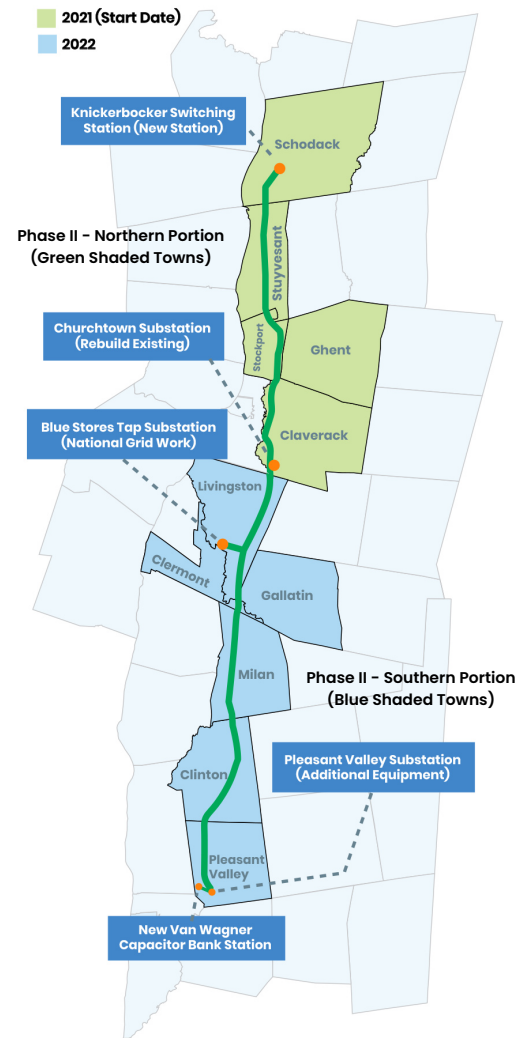 2021 (Start Date)
2022
Knickerbocker Switching
Station (New Station)
Schodack
Phase II - Northern Portion
(Green Shaded Towns)
Stuyvesant
Churchtown Substation
(Rebuild Existing)
Stockport
Ghent
Blue Stores Tap Substation
(National Grid Work)
Claverack
Livingston
Clermont
Gallatin
Milan
Phase II - Southern Portion
(Blue Shaded Towns)
Clinton
Pleasant Valley Substation
(Additional Equipment)
Pleasant
Valley
New Van Wagner
Capacitor Bank Station